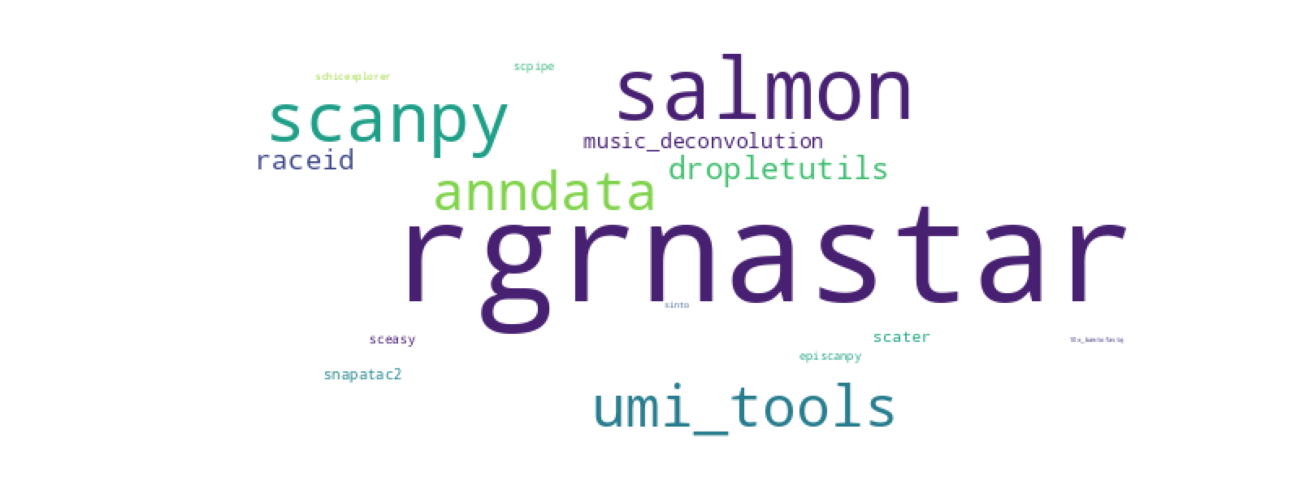 scpipe
schicexplorer
salmon
scanpy
music_deconvolution
raceid
dropletutils
anndata
rgrnastar
sinto
scater
sceasy
10x_bamtofastq
episcanpy
snapatac2
umi_tools